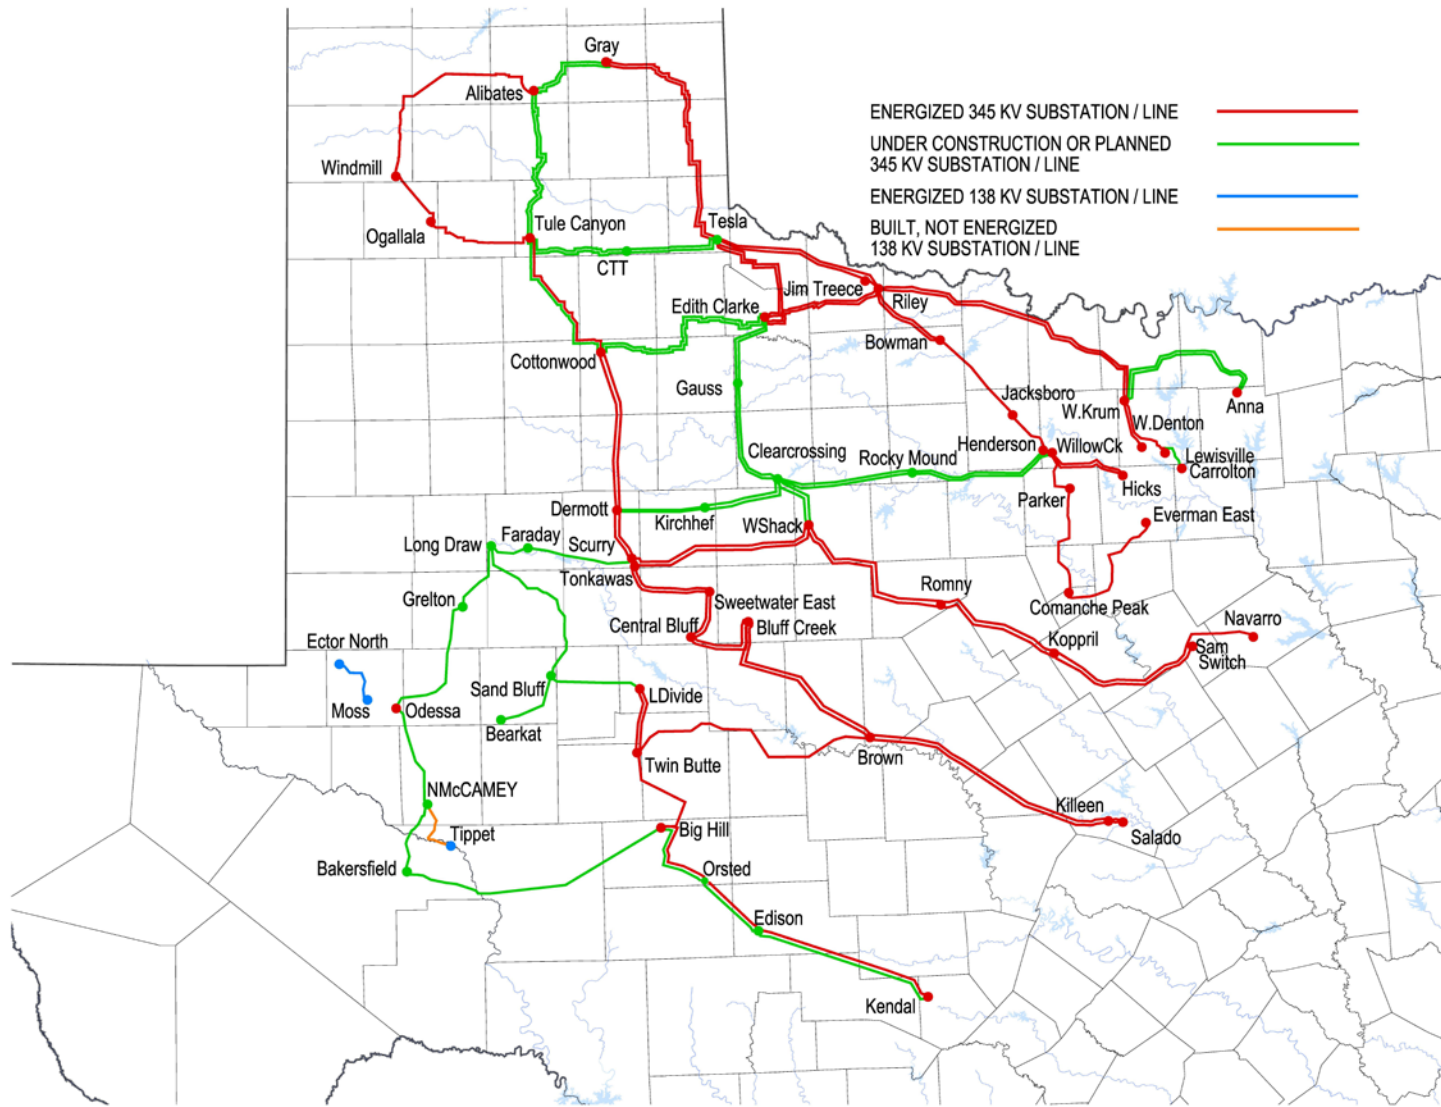 Gray
Alibates
ENERGIZED 345 KV SUBSTATION / LINE
UNDER CONSTRUCTION OR PLANNED
345 KV SUBSTATION / LINE
Windmill
ENERGIZED 138 KV SUBSTATION / LINE
BUILT, NOT ENERGIZED
138 KV SUBSTATION / LINE
Ogallala
Tule Canyon
Tesla
CTT
Jim Treece
Edith Clarke
Riley
Bowman
Cottonwood
Gauss
Jacksboro
W.Krum
Anna
W.Denton
Henderson
WillowCk
Clearcrossing
Rocky Mound
Lewisville
Carrolton
Hicks
Parker
Dermott
Kirchhef
WShack
Everman East
Long Draw
Faraday
Scurry
Tonkawas
Romny
Grelton
Sweetwater East
Comanche Peak
Central Bluff
Bluff Creek
Navarro
Ector North
Koppril
Sam
Switch
Sand Bluff
LDivide
Moss
Odessa
Bearkat
Twin Butte
Brown
NMcCAMEY
Killeen
Tippet
Big Hill
Salado
Bakersfield
Orsted
Edison
Kendal